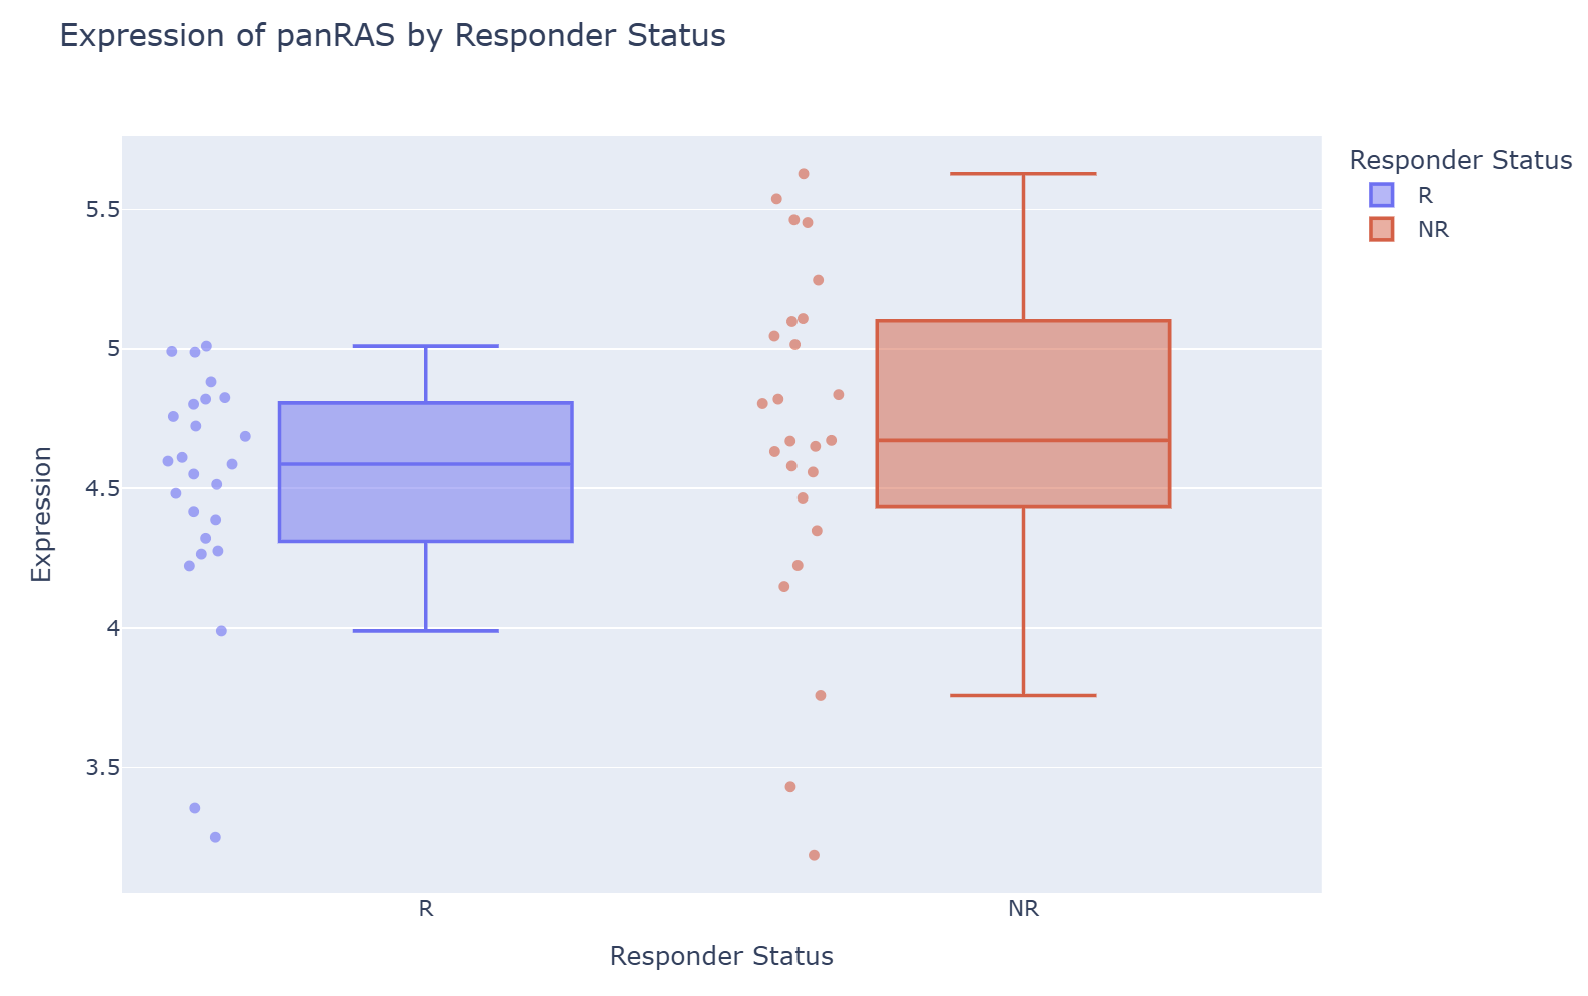 Expression of panRAS by Responder Status
Responder Status
R
NR
5.5
5
4.5
4
3.5
Expression
R
NR
Responder Status